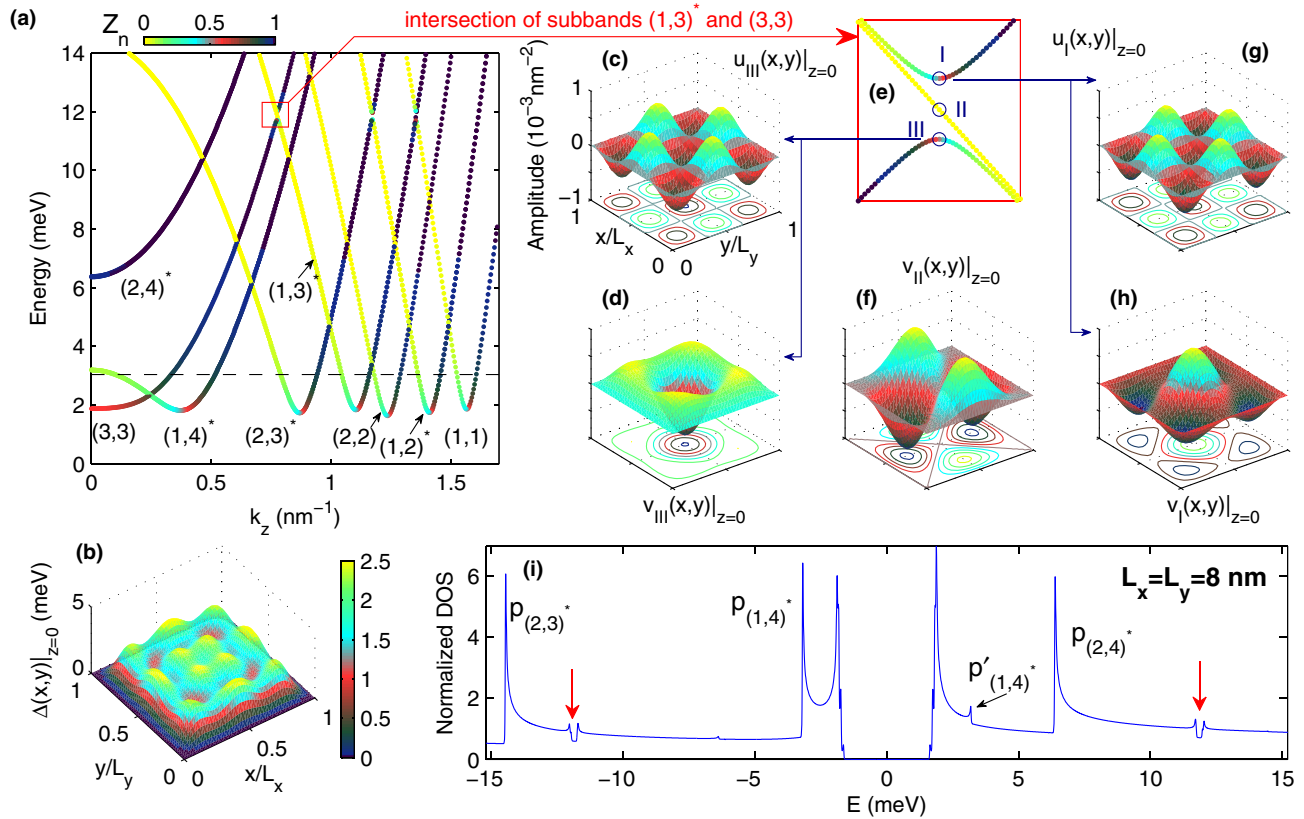 (a)
Z_n
0 0.5 1
intersection of subbands (1,3)* and (3,3)
14
12
10
8
6
4
2
0
Energy (meV)
(2,4)*
(1,3)*
(3,3)
(1,4)*
(2,3)*
(2,2)
(1,2)*
(1,1)
0 0.5 1 1.5
k_z (nm⁻¹)
(c)
u_III(x,y)|_z=0
Amplitude (10⁻³nm⁻²)
1
0
−1
1
x/L_x
0
0
y/L_y
1
(e)
I
II
III
u_I(x,y)|_z=0
(g)
(d)
v_III(x,y)|_z=0
v_II(x,y)|_z=0
(f)
(h)
v_I(x,y)|_z=0
(b)
Δ(x,y)|_z=0 (meV)
5
0
1
0.5
0
y/L_y
0
0.5
1
x/L_x
2.5
2
1.5
1
0.5
0
(i)
L_x=L_y=8 nm
Normalized DOS
6
4
2
0
p_(2,3)*
p_(1,4)*
p′_(1,4)*
p_(2,4)*
−15 −10 −5 0 5 10 15
E (meV)